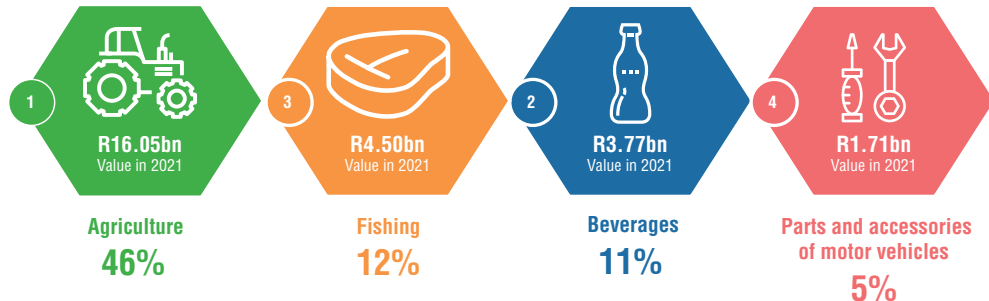 1
R16.05bn
Value in 2021
Agriculture
46%
3
R4.50bn
Value in 2021
Fishing
12%
2
R3.77bn
Value in 2021
Beverages
11%
4
R1.71bn
Value in 2021
Parts and accessories
of motor vehicles
5%